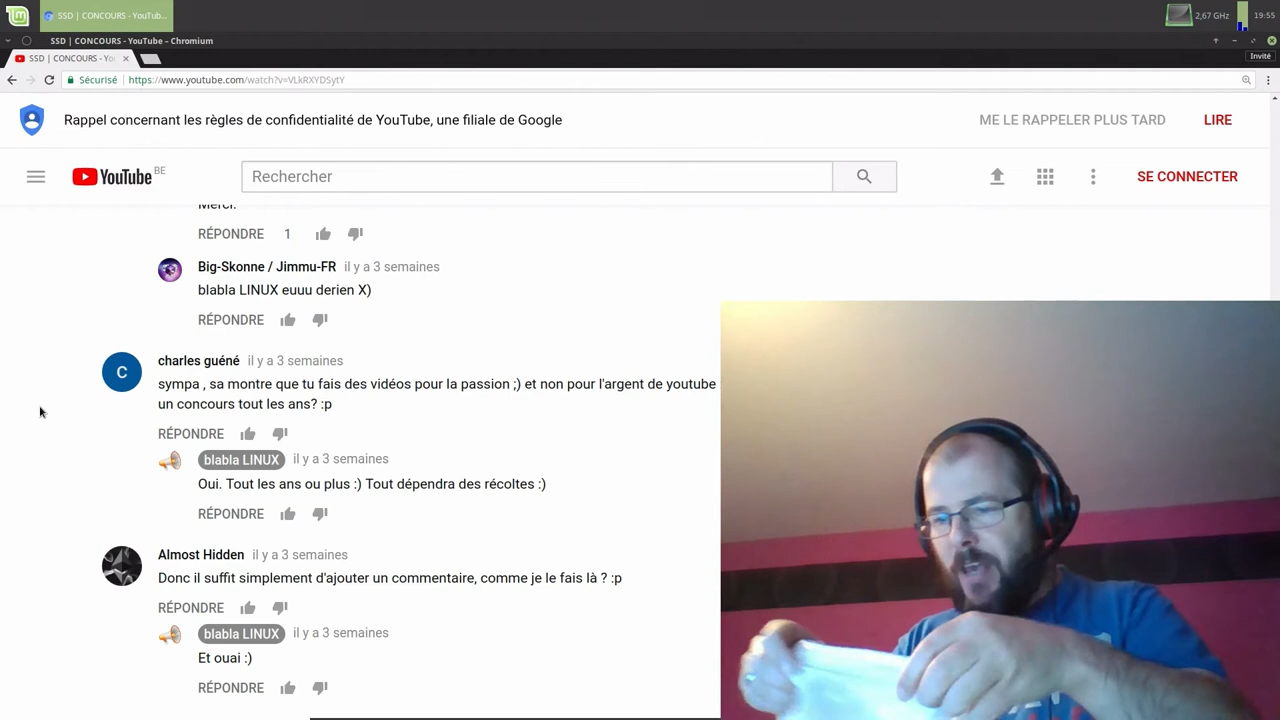 SSD | CONCOURS - YouTub...
2,67 GHz
19:55
SSD | CONCOURS - YouTube - Chromium
SSD | CONCOURS - Yo
Invité
Sécurisé
https://www.youtube.com/watch?v=VLkRXYDSytY
Rappel concernant les règles de confidentialité de YouTube, une filiale de Google
ME LE RAPPELER PLUS TARD
LIRE
YouTube BE
Rechercher
SE CONNECTER
Merci.
RÉPONDRE 1
Big-Skonne / Jimmu-FR il y a 3 semaines
blabla LINUX euuu derien X)
RÉPONDRE
C
charles guéné il y a 3 semaines
sympa , sa montre que tu fais des vidéos pour la passion ;) et non pour l'argent de youtube
un concours tout les ans? :p
RÉPONDRE
blabla LINUX il y a 3 semaines
Oui. Tout les ans ou plus :) Tout dépendra des récoltes :)
RÉPONDRE
Almost Hidden il y a 3 semaines
Donc il suffit simplement d'ajouter un commentaire, comme je le fais là ? :p
RÉPONDRE
blabla LINUX il y a 3 semaines
Et ouai :)
RÉPONDRE